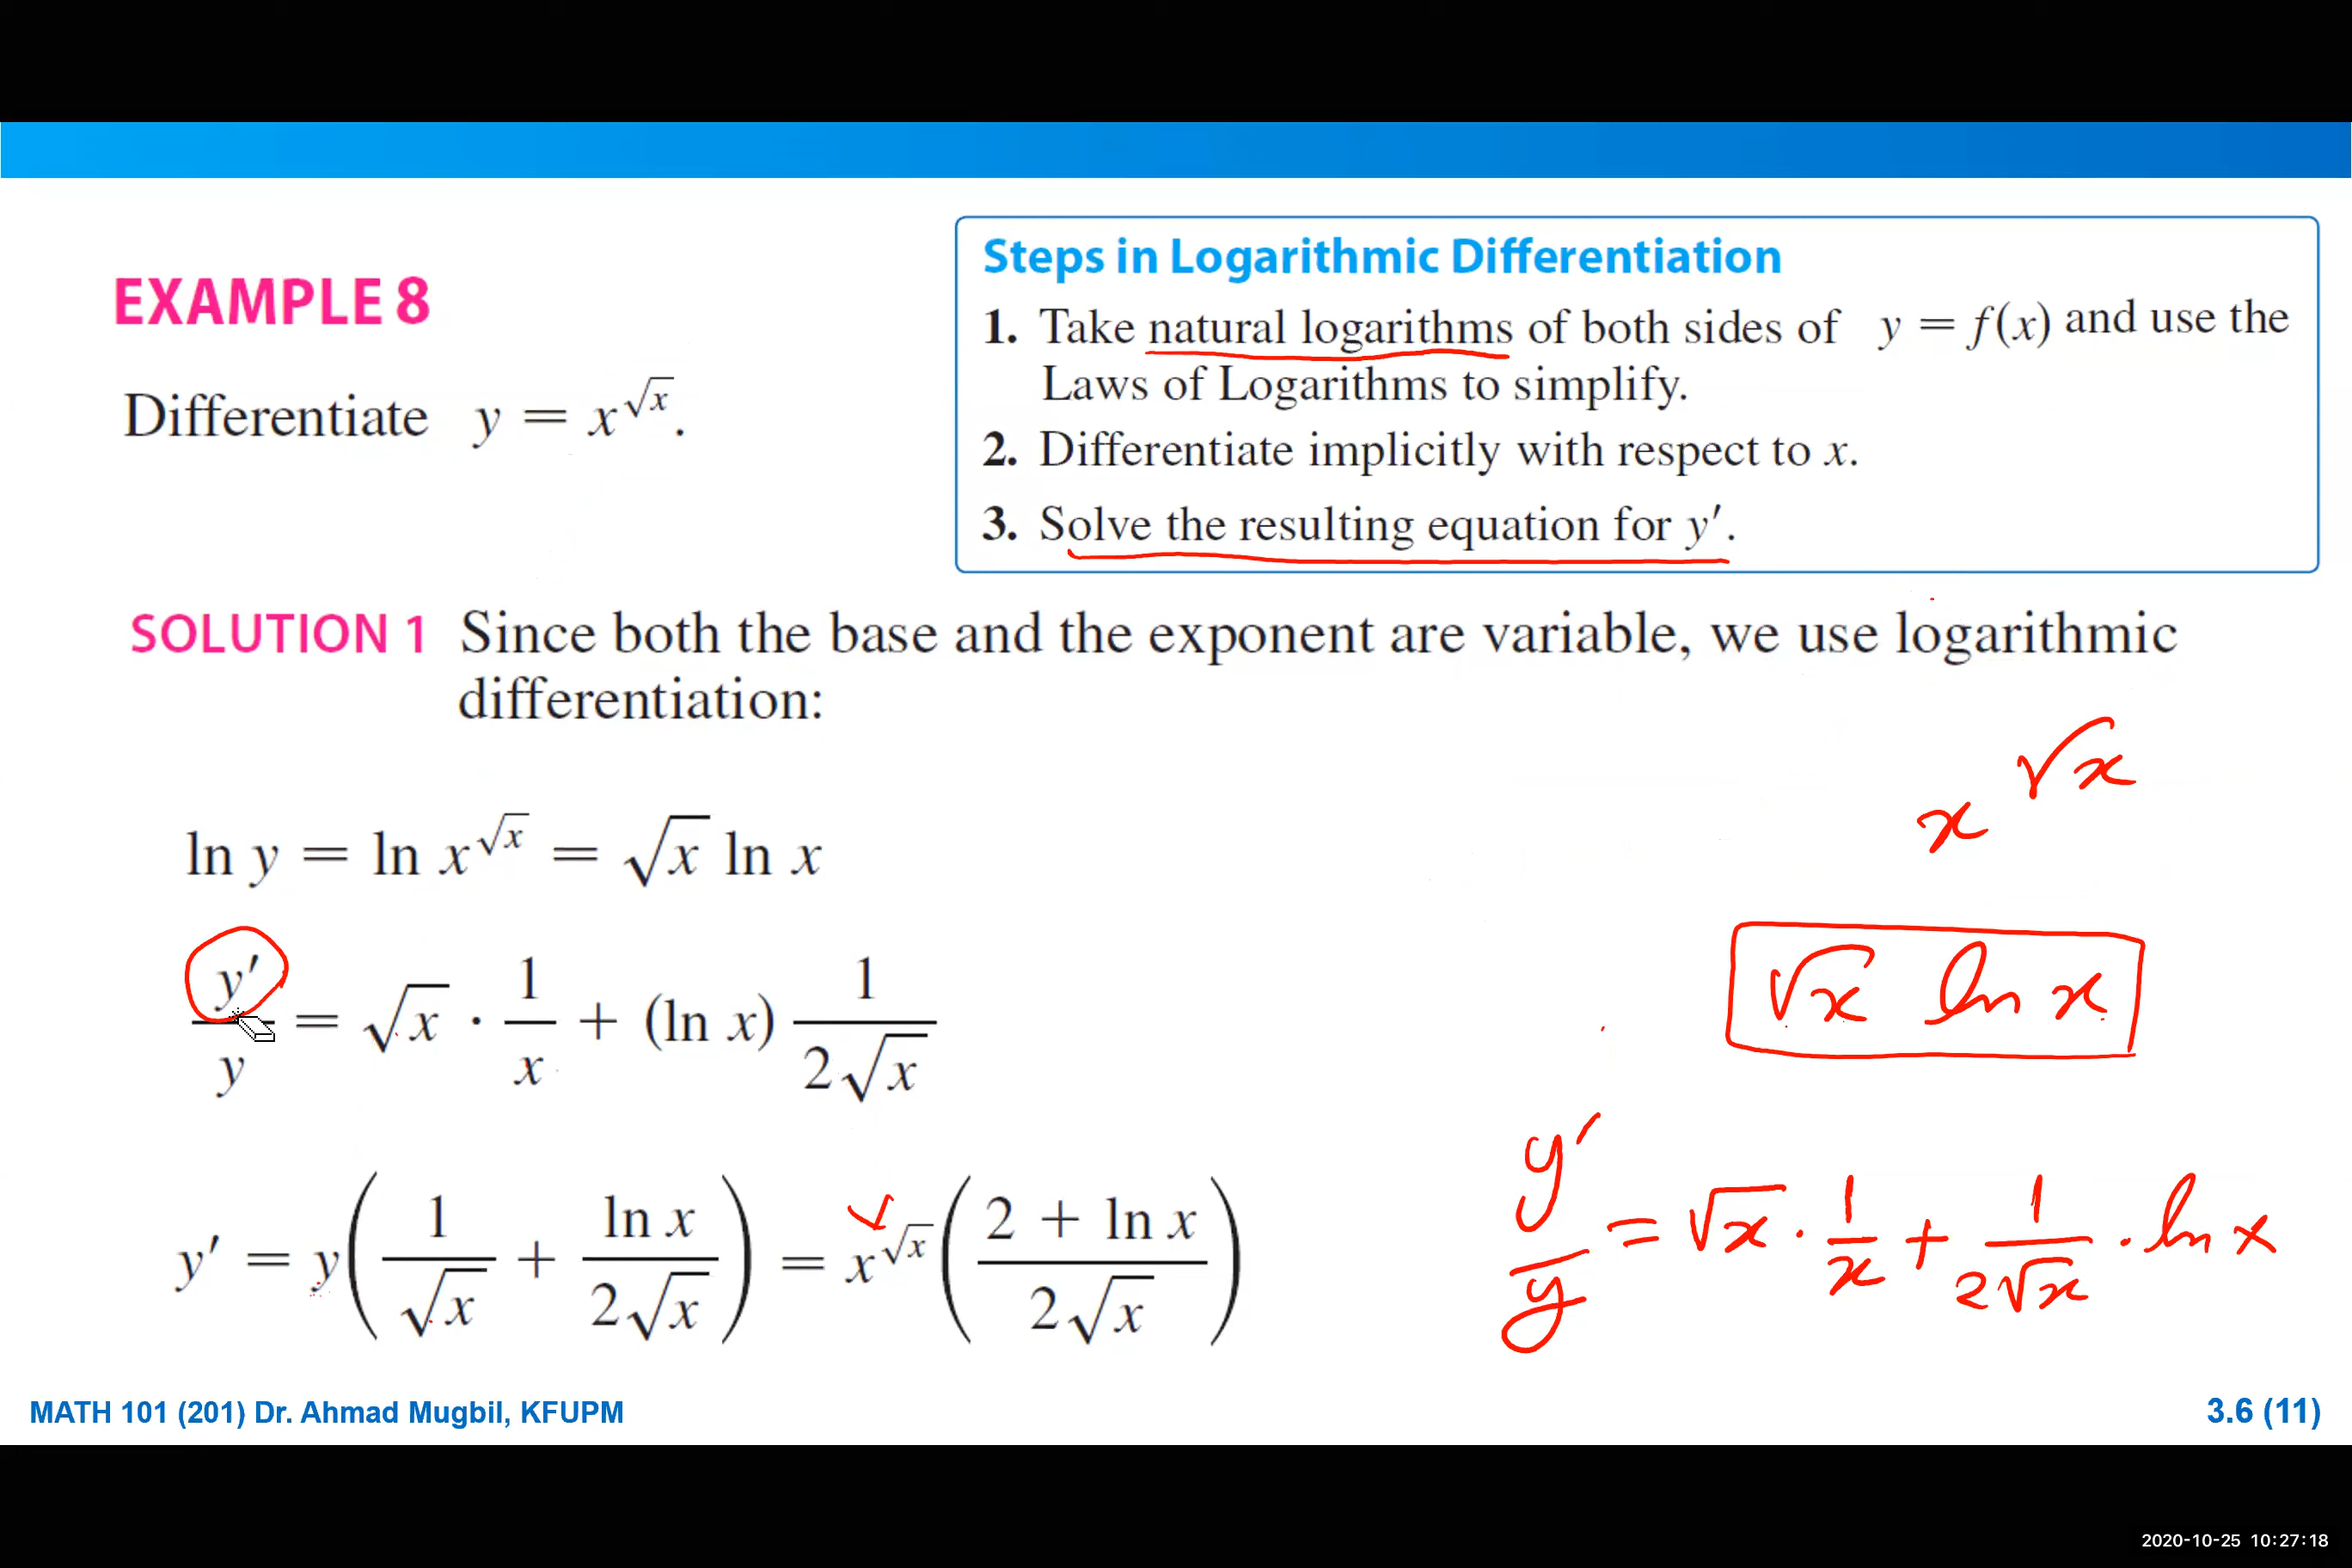 EXAMPLE 8
Differentiate y = x^√x.
Steps in Logarithmic Differentiation
1. Take natural logarithms of both sides of y = f(x) and use the
Laws of Logarithms to simplify.
2. Differentiate implicitly with respect to x.
3. Solve the resulting equation for y′.
SOLUTION 1 Since both the base and the exponent are variable, we use logarithmic
differentiation:
ln y = ln x^√x = √x ln x
y′/y = √x · 1/x + (ln x) 1/(2√x)
y′ = y(1/√x + ln x/(2√x)) = x^√x((2 + ln x)/(2√x))
x^√x
√x ln x
y′/y = √x · 1/x + 1/(2√x) · ln x
MATH 101 (201) Dr. Ahmad Mugbil, KFUPM
3.6 (11)
2020-10-25 10:27:18